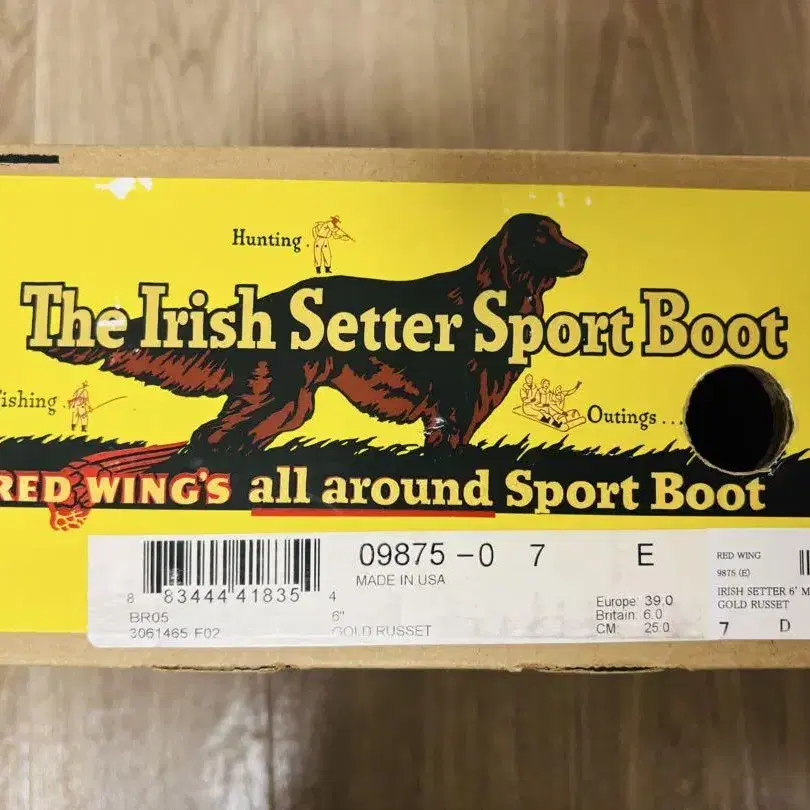 Hunting .
The Irish Setter Sport Boot
ishing .
Outings ...
RED WING'S all around Sport Boot
09875 -0 7 E
MADE IN USA
8 83444 41835 4
BR05
3061465 F02
6"
GOLD RUSSET
Europe: 39.0
Britain: 6.0
CM: 25.0
RED WING
9875 (E)
IRISH SETTER 6' M
GOLD RUSSET
7 D